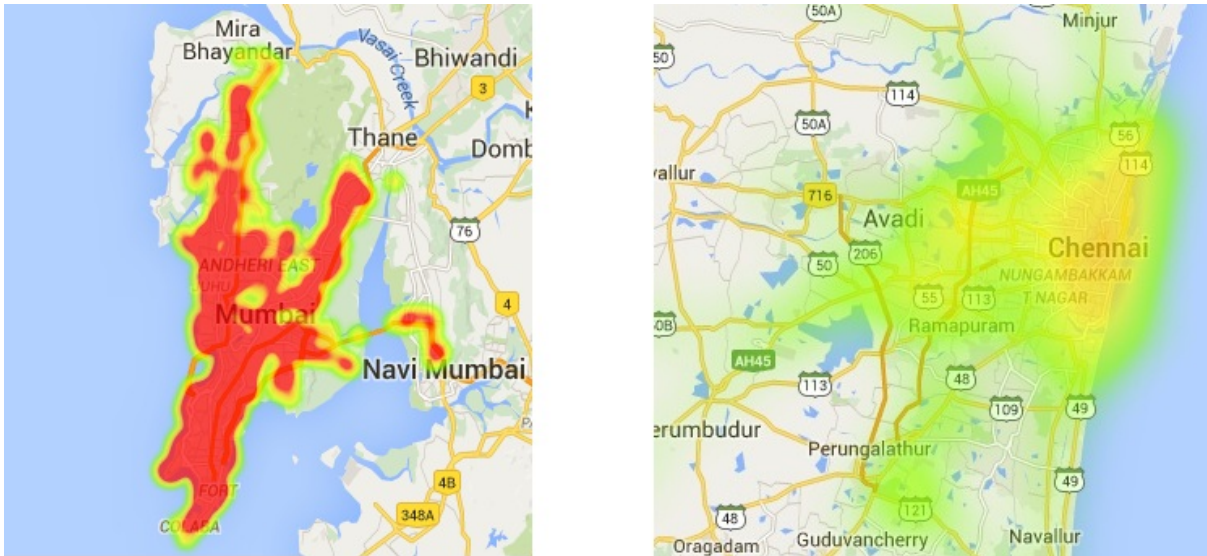 Mira
Bhayandar
Vasai Creek
Bhiwandi
3
Thane
Domb
76
ANDHERI EAST
JUHU
4
Mumbai
Navi Mumbai
4B
FORT
348A
COLABA
50A
Minjur
50
114
50A
56
114
vallur
716
AH45
Avadi
Chennai
206
50
NUNGAMBAKKAM
55
113
T NAGAR
50B
Ramapuram
AH45
113
48
109
49
erumbudur
Perungalathur
49
121
48
Oragadam
Guduvancherry
Navallur